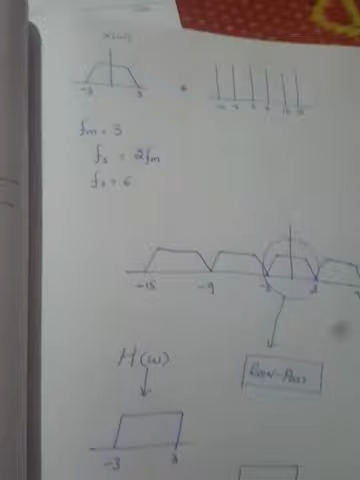 X(ω)
-3 3
fm = 3
fs = 2fm
fs = 6
-15 -9 -3 3
H(ω)
Low-Pass
-3 3